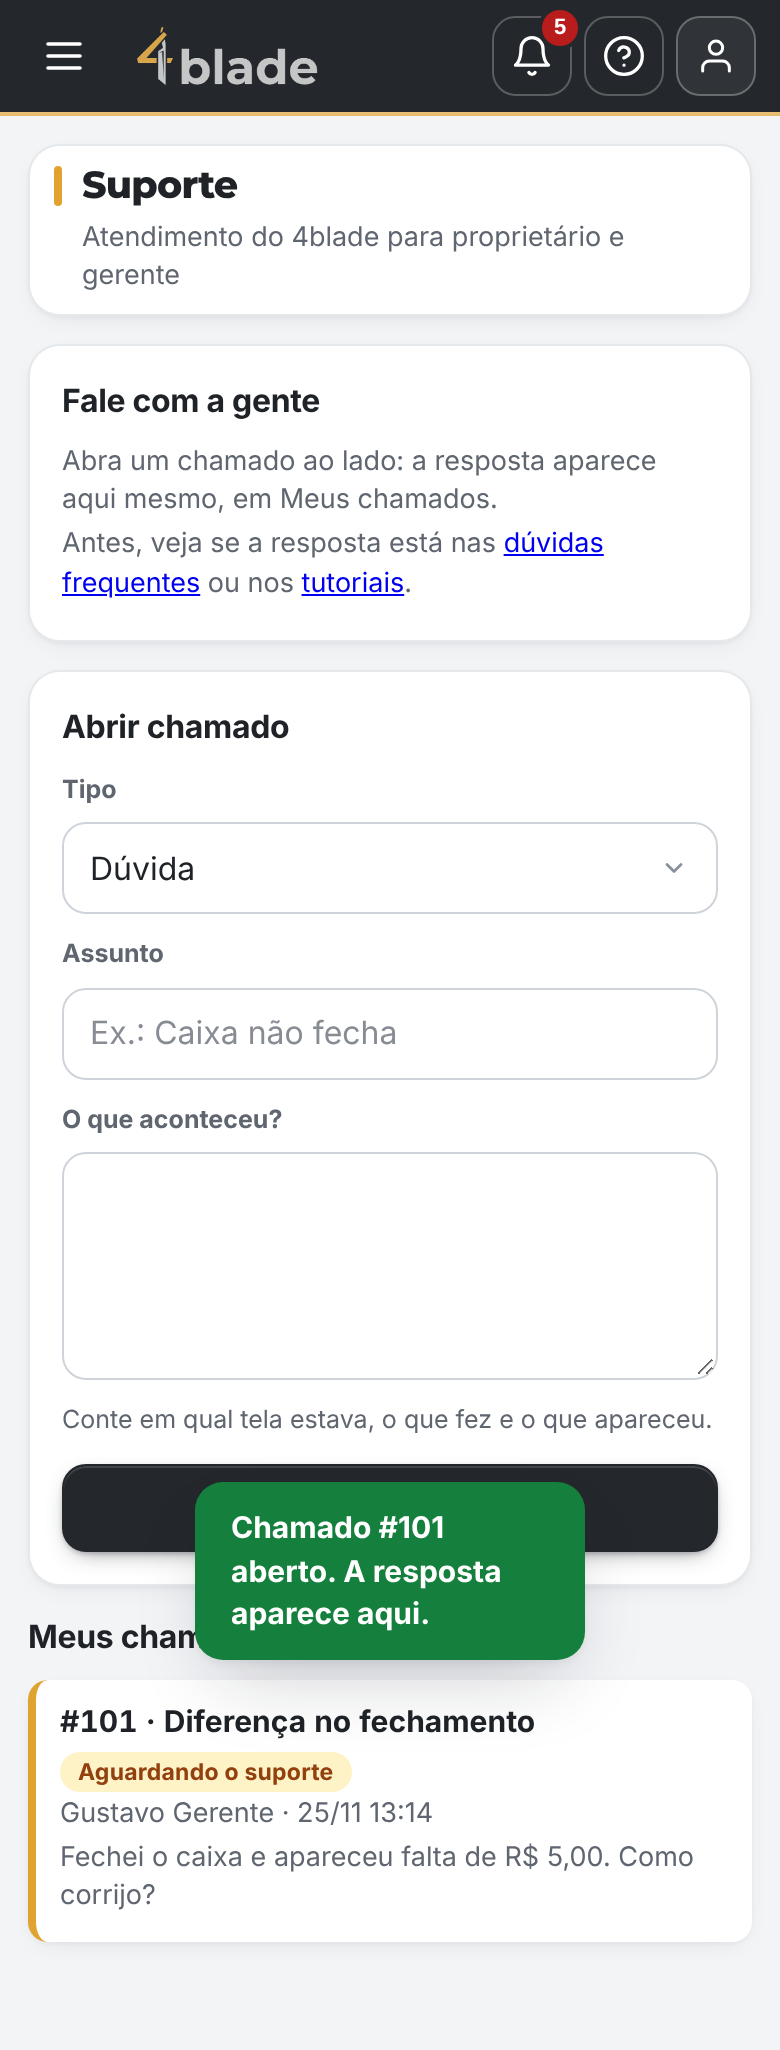 4blade
5
Suporte
Atendimento do 4blade para proprietário e
gerente
Fale com a gente
Abra um chamado ao lado: a resposta aparece
aqui mesmo, em Meus chamados.
Antes, veja se a resposta está nas dúvidas
frequentes ou nos tutoriais.
Abrir chamado
Tipo
Dúvida
Assunto
Ex.: Caixa não fecha
O que aconteceu?
Conte em qual tela estava, o que fez e o que apareceu.
Chamado #101
aberto. A resposta
aparece aqui.
Meus
#101 · Diferença no fechamento
Aguardando o suporte
Gustavo Gerente · 25/11 13:14
Fechei o caixa e apareceu falta de R$ 5,00. Como
corrijo?